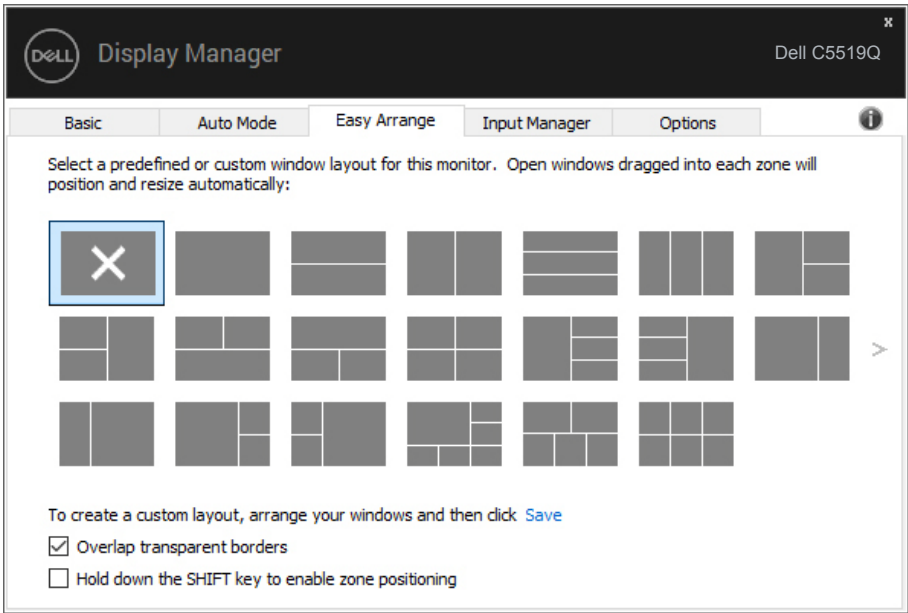 x
DELL Display Manager
Dell C5519Q
Basic Auto Mode Easy Arrange Input Manager Options
Select a predefined or custom window layout for this monitor. Open windows dragged into each zone will
position and resize automatically:
>
To create a custom layout, arrange your windows and then click Save
Overlap transparent borders
Hold down the SHIFT key to enable zone positioning